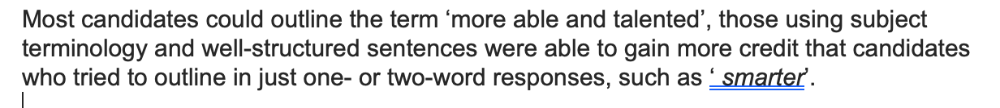 Most candidates could outline the term ‘more able and talented’, those using subject
terminology and well-structured sentences were able to gain more credit that candidates
who tried to outline in just one- or two-word responses, such as ‘ smarter’.